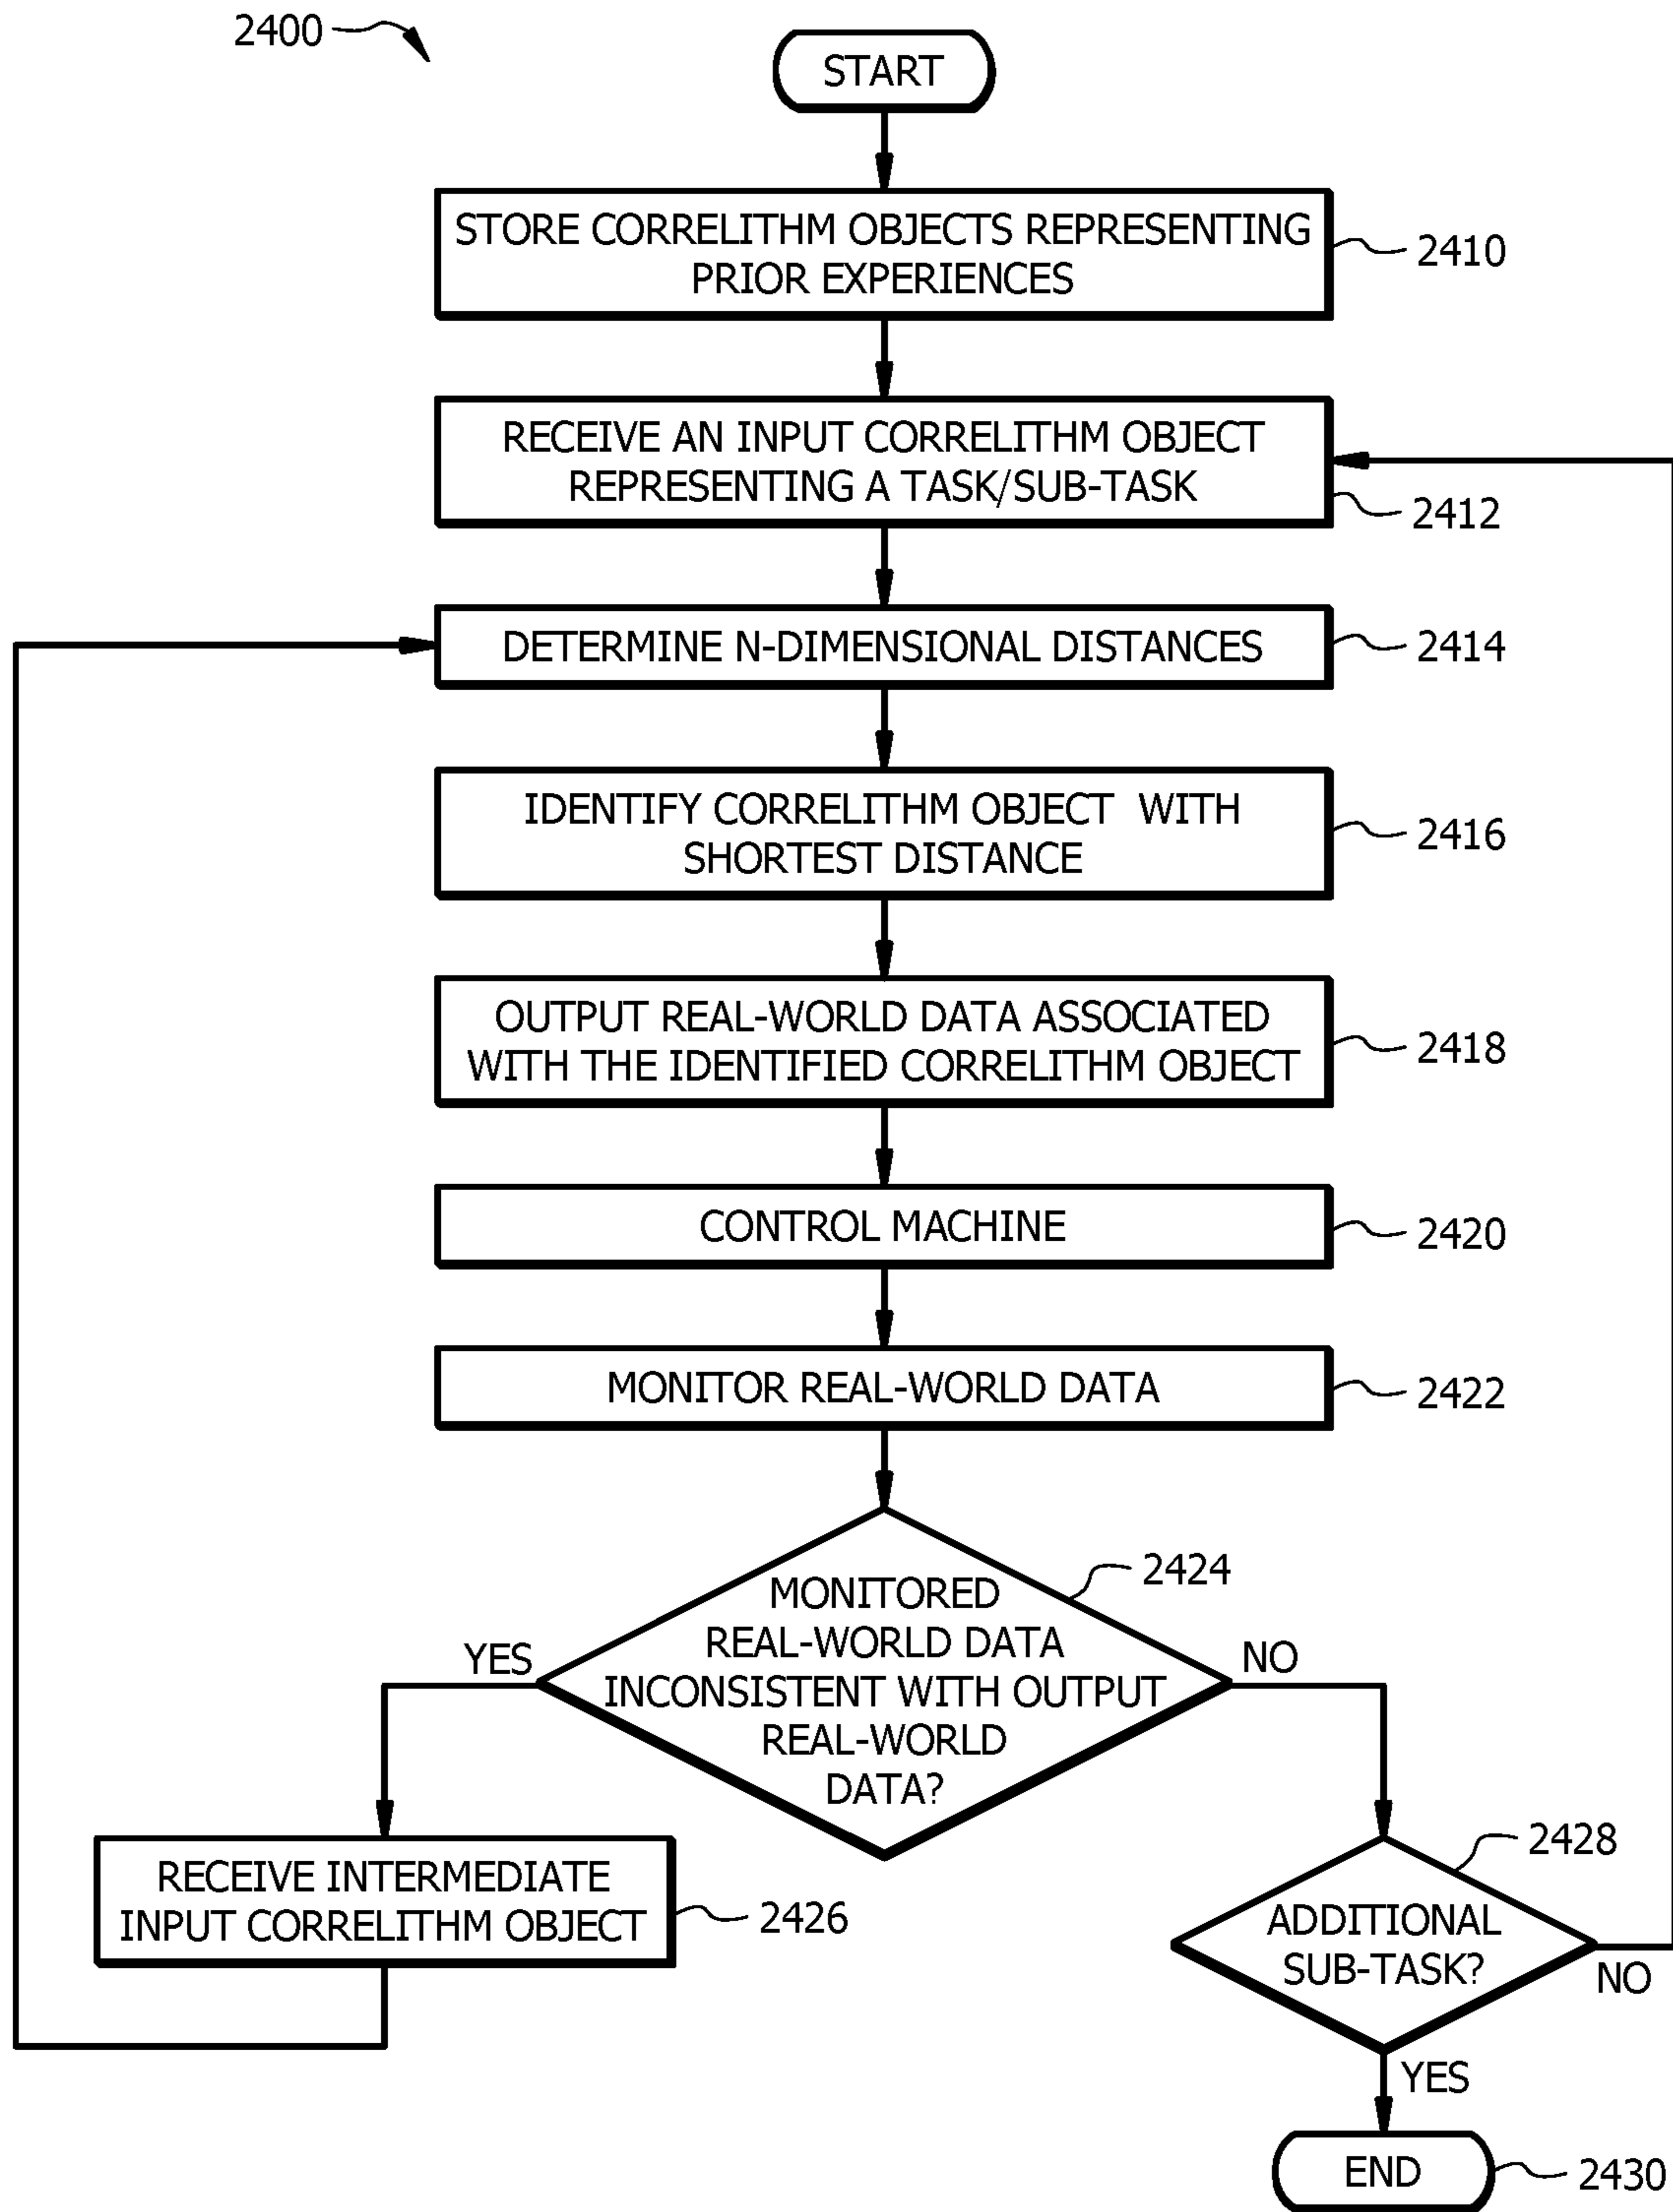 2400
START
STORE CORRELITHM OBJECTS REPRESENTING
PRIOR EXPERIENCES
2410
RECEIVE AN INPUT CORRELITHM OBJECT
REPRESENTING A TASK/SUB-TASK
2412
DETERMINE N-DIMENSIONAL DISTANCES
2414
IDENTIFY CORRELITHM OBJECT WITH
SHORTEST DISTANCE
2416
OUTPUT REAL-WORLD DATA ASSOCIATED
WITH THE IDENTIFIED CORRELITHM OBJECT
2418
CONTROL MACHINE
2420
MONITOR REAL-WORLD DATA
2422
MONITORED
REAL-WORLD DATA
INCONSISTENT WITH OUTPUT
REAL-WORLD
DATA?
2424
YES
NO
RECEIVE INTERMEDIATE
INPUT CORRELITHM OBJECT
2426
ADDITIONAL
SUB-TASK?
2428
NO
YES
END
2430